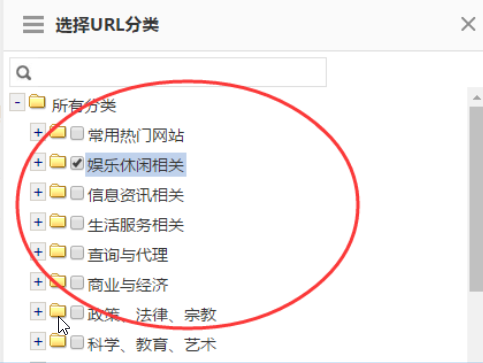 选择URL分类
所有分类
常用热门网站
娱乐休闲相关
信息资讯相关
生活服务相关
查询与代理
商业与经济
政策、法律、宗教
科学、教育、艺术